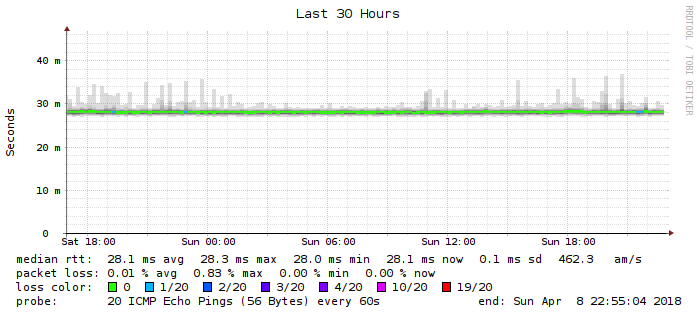 Last 30 Hours
RRDTOOL / TOBI OETIKER
Seconds
40 m
30 m
20 m
10 m
0
Sat 18:00 Sun 00:00 Sun 06:00 Sun 12:00 Sun 18:00
median rtt: 28.1 ms avg 28.3 ms max 28.0 ms min 28.1 ms now 0.1 ms sd 462.3 am/s
packet loss: 0.01 % avg 0.83 % max 0.00 % min 0.00 % now
loss color: 0 1/20 2/20 3/20 4/20 10/20 19/20
probe: 20 ICMP Echo Pings (56 Bytes) every 60s end: Sun Apr 8 22:55:04 2018